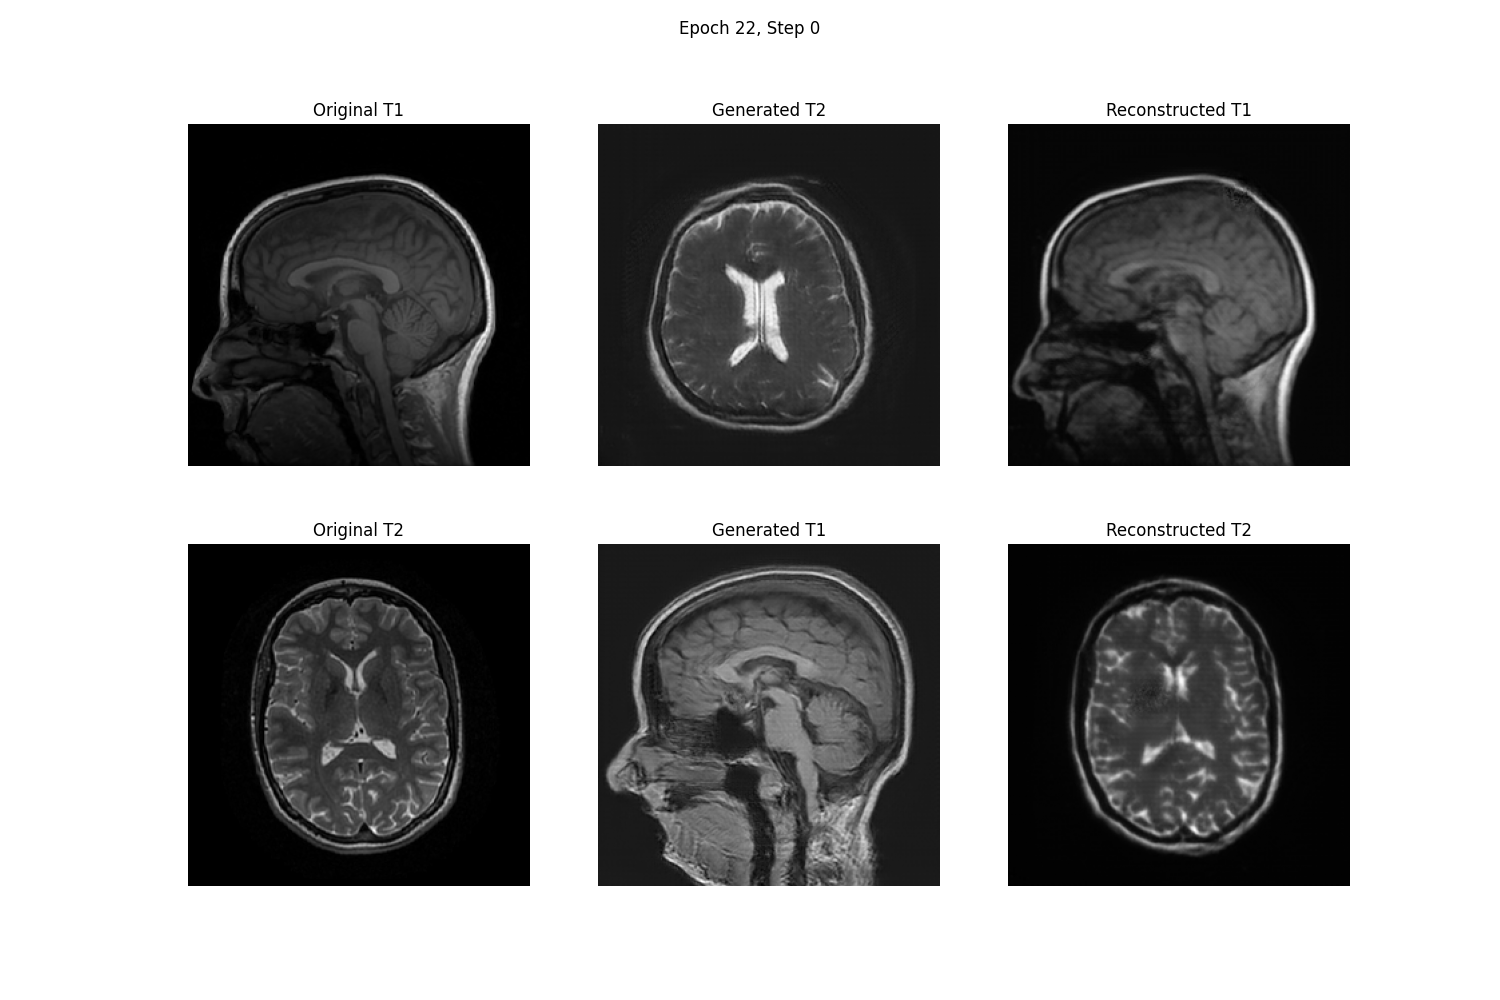 Epoch 22, Step 0
Original T1
Generated T2
Reconstructed T1
Original T2
Generated T1
Reconstructed T2